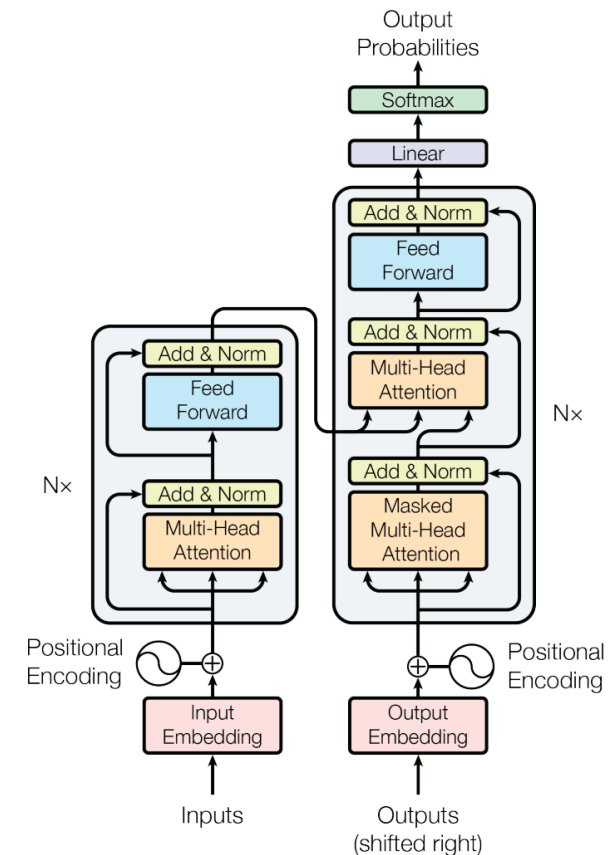 Output
Probabilities
Softmax
Linear
Add & Norm
Feed
Forward
Add & Norm
Multi-Head
Attention
Add & Norm
Masked
Multi-Head
Attention
N×
Add & Norm
Feed
Forward
Add & Norm
Multi-Head
Attention
N×
Positional
Encoding
Positional
Encoding
Input
Embedding
Output
Embedding
Inputs
Outputs
(shifted right)